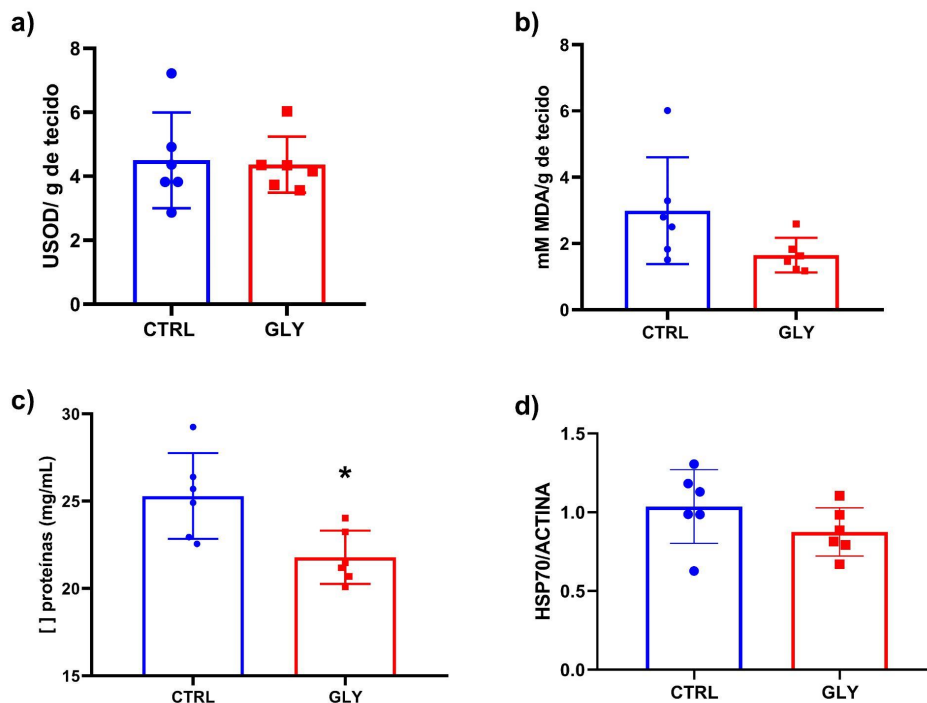 a)
USOD/ g de tecido
8
6
4
2
0
CTRL GLY
b)
mM MDA/g de tecido
8
6
4
2
0
CTRL GLY
c)
[ ] proteínas (mg/mL)
30
25
20
15
*
CTRL GLY
d)
HSP70/ACTINA
1.5
1.0
0.5
0.0
CTRL GLY